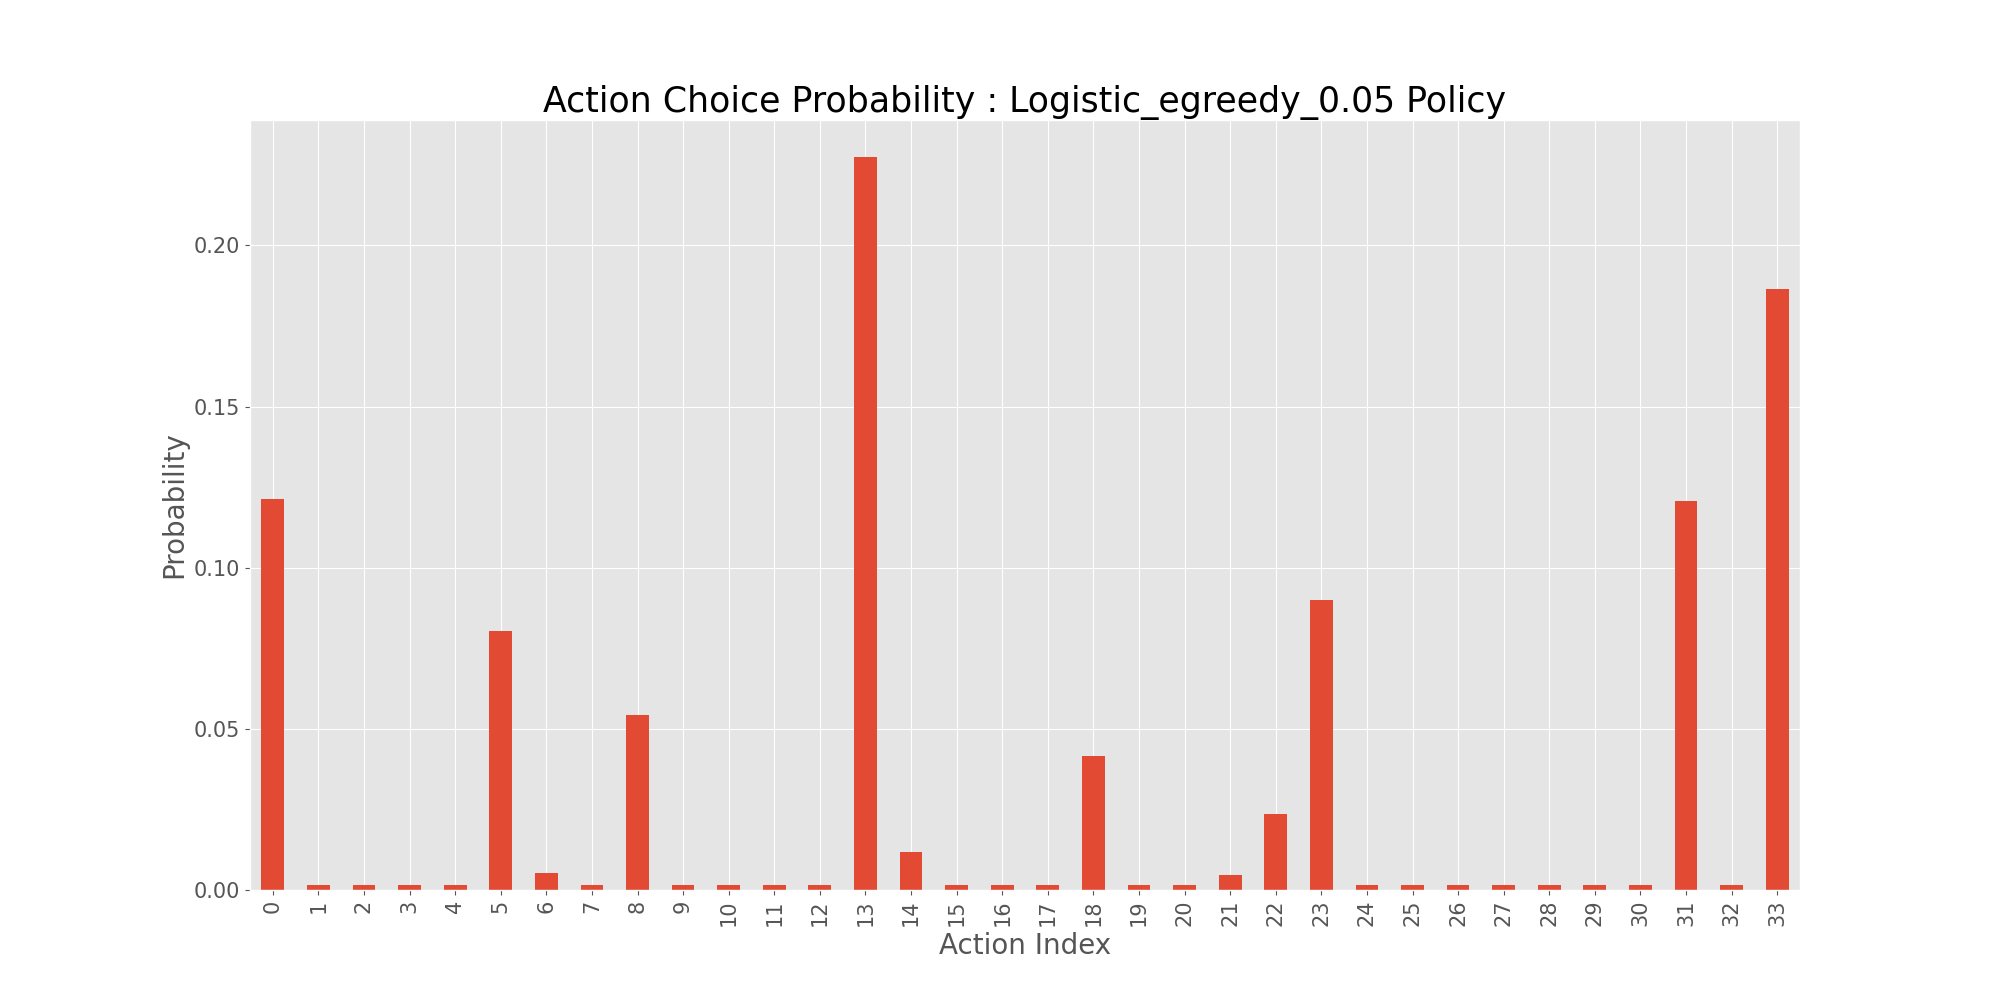 Action Choice Probability : Logistic_egreedy_0.05 Policy
Probability
0.20
0.15
0.10
0.05
0.00
0 1 2 3 4 5 6 7 8 9 10 11 12 13 14 15 16 17 18 19 20 21 22 23 24 25 26 27 28 29 30 31 32 33
Action Index